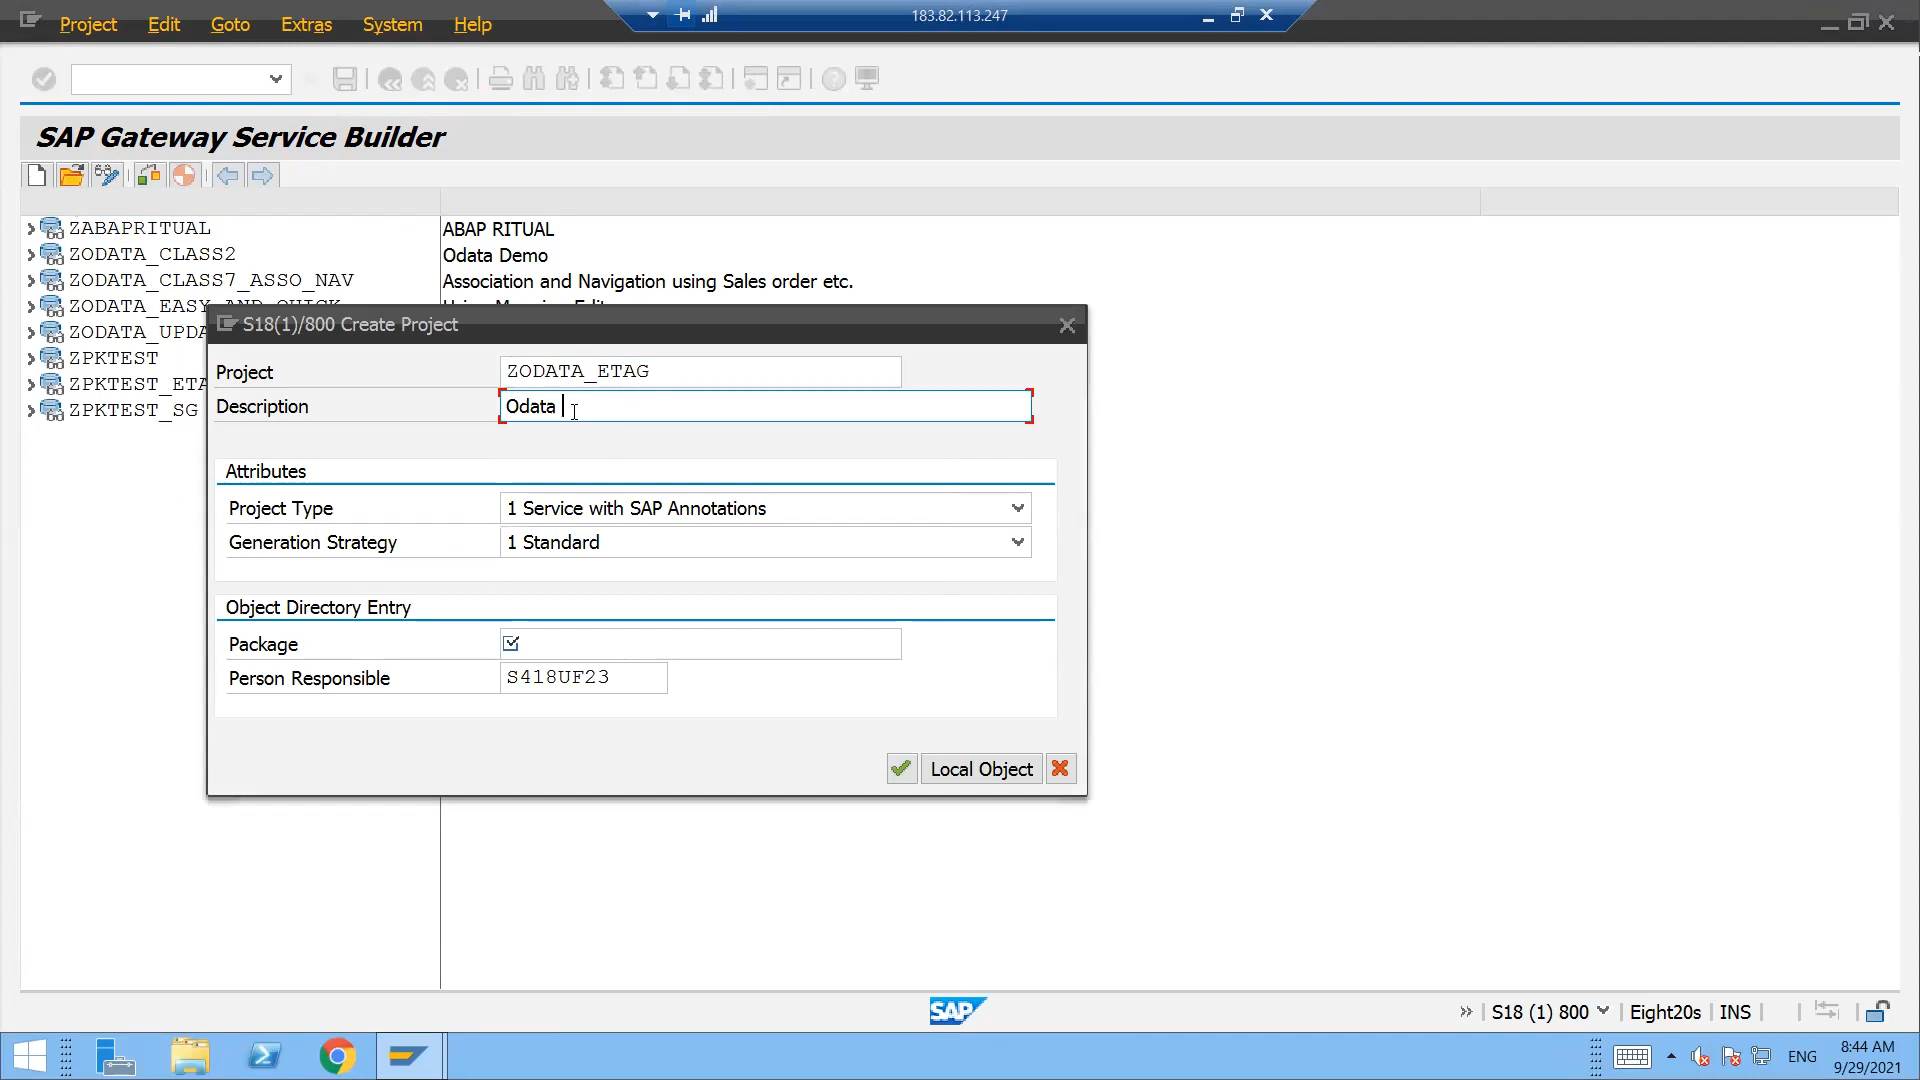 Project Edit Goto Extras System Help
183.82.113.247
SAP Gateway Service Builder
ZABAPRITUAL ABAP RITUAL
ZODATA_CLASS2 Odata Demo
ZODATA_CLASS7_ASSO_NAV Association and Navigation using Sales order etc.
ZODATA_EASY_AND_QUICK
ZODATA_UPDA
ZPKTEST
ZPKTEST_ETA
ZPKTEST_SG
S18(1)/800 Create Project
Project ZODATA_ETAG
Description Odata
Attributes
Project Type 1 Service with SAP Annotations
Generation Strategy 1 Standard
Object Directory Entry
Package
Person Responsible S418UF23
Local Object
SAP
S18 (1) 800 Eight20s INS
ENG
8:44 AM
9/29/2021